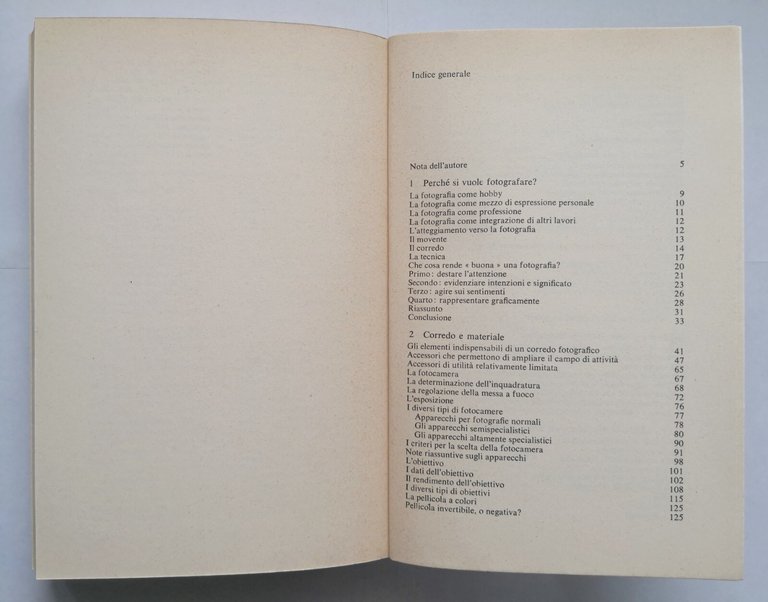 Indice generale
Nota dell'autore 5
1 Perché si vuole fotografare?
La fotografia come hobby 9
La fotografia come mezzo di espressione personale 10
La fotografia come professione 11
La fotografia come integrazione di altri lavori 12
L'atteggiamento verso la fotografia 12
Il movente 13
Il corredo 14
La tecnica 17
Che cosa rende « buona » una fotografia? 20
Primo: destare l'attenzione 21
Secondo: evidenziare intenzioni e significato 23
Terzo: agire sui sentimenti 26
Quarto: rappresentare graficamente 28
Riassunto 31
Conclusione 33
2 Corredo e materiale
Gli elementi indispensabili di un corredo fotografico 41
Accessori che permettono di ampliare il campo di attività 47
Accessori di utilità relativamente limitata 65
La fotocamera 67
La determinazione dell'inquadratura 68
La regolazione della messa a fuoco 72
L'esposizione 76
I diversi tipi di fotocamere 77
Apparecchi per fotografie normali 78
Gli apparecchi semispecialistici 80
Gli apparecchi altamente specialistici 90
I criteri per la scelta della fotocamera 91
Note riassuntive sugli apparecchi 98
L'obiettivo 101
I dati dell'obiettivo 102
Il rendimento dell'obiettivo 108
I diversi tipi di obiettivi 115
La pellicola a colori 125
Pellicola invertibile, o negativa? 125